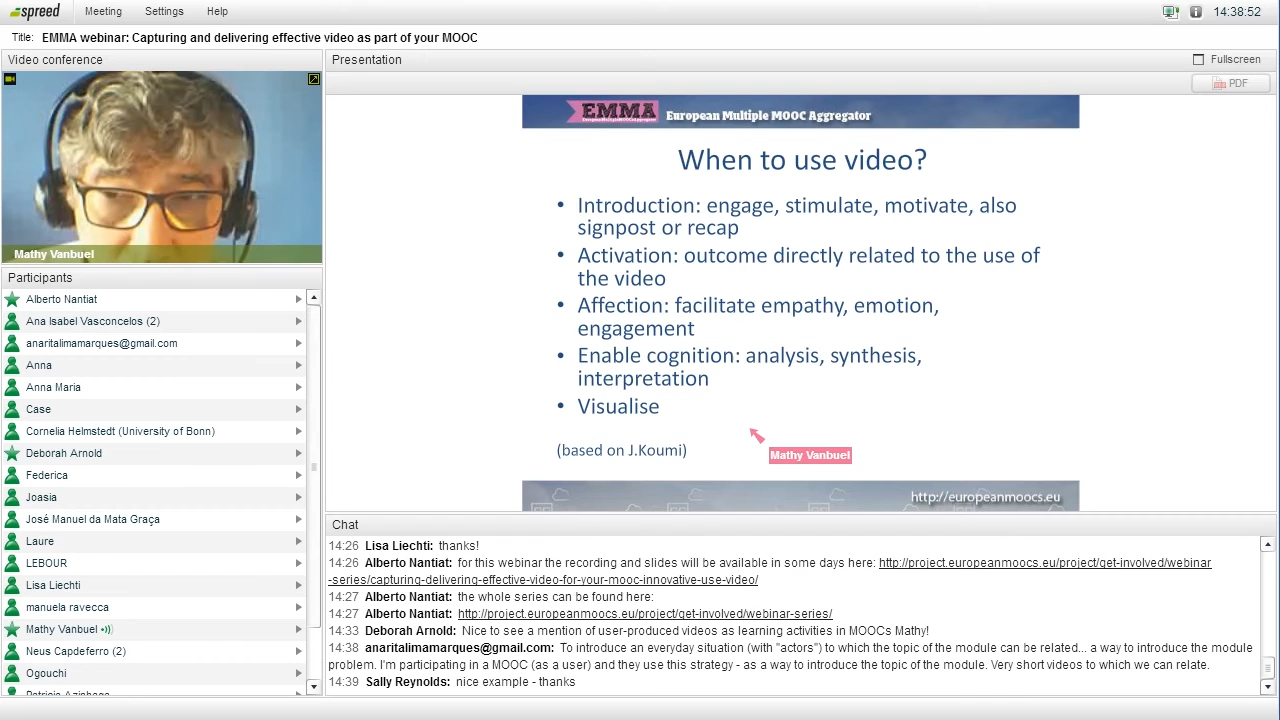 spreed Meeting Settings Help 14:38:52
Title: EMMA webinar: Capturing and delivering effective video as part of your MOOC
Video conference
Mathy Vanbuel
Participants
Alberto Nantiat
Ana Isabel Vasconcelos (2)
anaritalimamarques@gmail.com
Anna
Anna Maria
Case
Cornelia Helmstedt (University of Bonn)
Deborah Arnold
Federica
Joasia
José Manuel da Mata Graça
Laure
LEBOUR
Lisa Liechti
manuela ravecca
Mathy Vanbuel
Neus Capdeferro (2)
Ogouchi
Presentation
Fullscreen
PDF
EMMA European Multiple MOOC Aggregator
When to use video?
• Introduction: engage, stimulate, motivate, also
signpost or recap
• Activation: outcome directly related to the use of
the video
• Affection: facilitate empathy, emotion,
engagement
• Enable cognition: analysis, synthesis,
interpretation
• Visualise
(based on J.Koumi)
Mathy Vanbuel
http://europeanmoocs.eu
Chat
14:26 Lisa Liechti: thanks!
14:26 Alberto Nantiat: for this webinar the recording and slides will be available in some days here: http://project.europeanmoocs.eu/project/get-involved/webinar
-series/capturing-delivering-effective-video-for-your-mooc-innovative-use-video/
14:27 Alberto Nantiat: the whole series can be found here:
14:27 Alberto Nantiat: http://project.europeanmoocs.eu/project/get-involved/webinar-series/
14:33 Deborah Arnold: Nice to see a mention of user-produced videos as learning activities in MOOCs Mathy!
14:38 anaritalimamarques@gmail.com: To introduce an everyday situation (with "actors") to which the topic of the module can be related... a way to introduce the module
problem. I'm participating in a MOOC (as a user) and they use this strategy - as a way to introduce the topic of the module. Very short videos to which we can relate.
14:39 Sally Reynolds: nice example - thanks